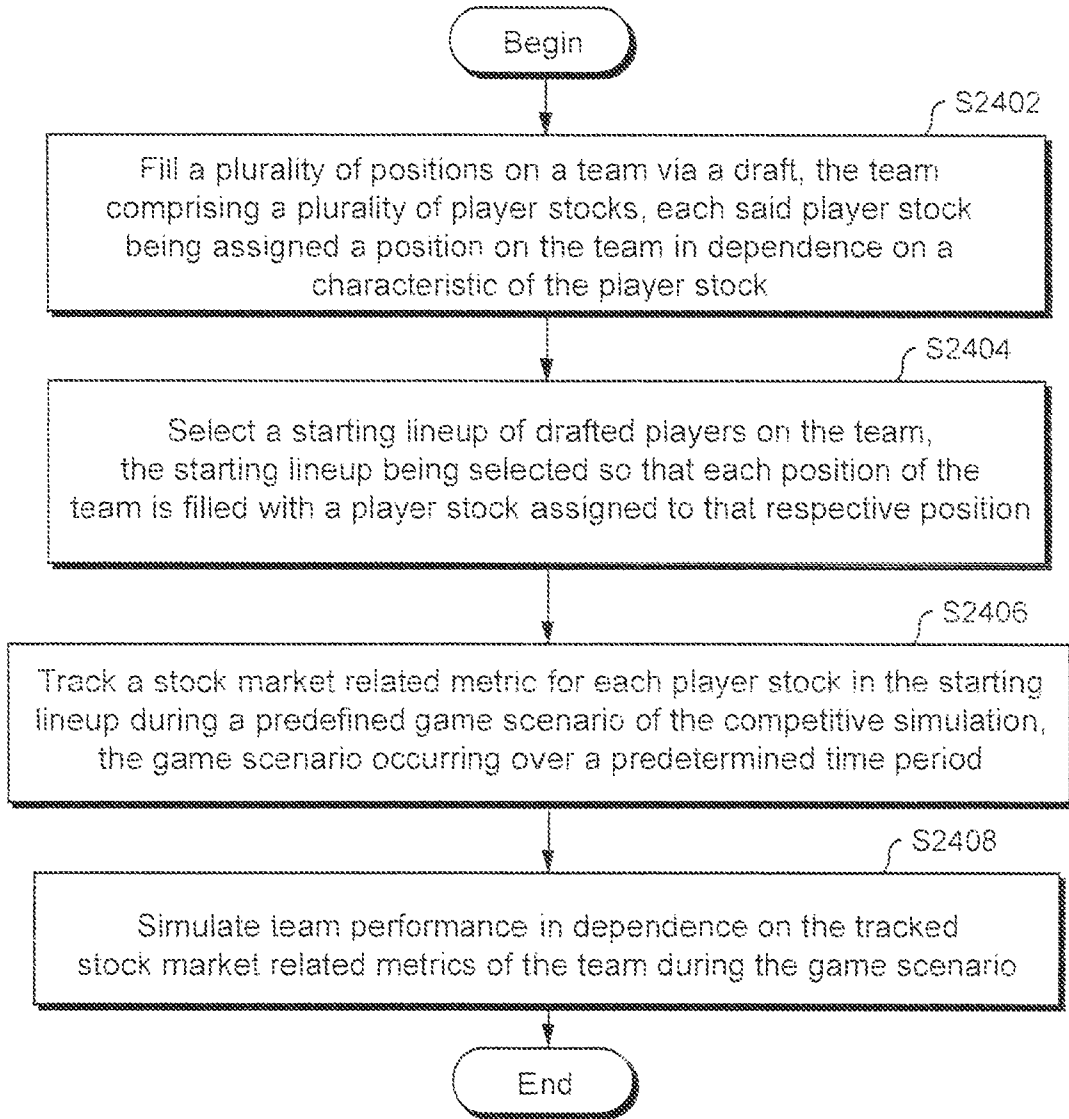 Begin
S2402
Fill a plurality of positions on a team via a draft, the team
comprising a plurality of player stocks, each said player stock
being assigned a position on the team in dependence on a
characteristic of the player stock
S2404
Select a starting lineup of drafted players on the team,
the starting lineup being selected so that each position of the
team is filled with a player stock assigned to that respective position
S2406
Track a stock market related metric for each player stock in the starting
lineup during a predefined game scenario of the competitive simulation,
the game scenario occurring over a predetermined time period
S2408
Simulate team performance in dependence on the tracked
stock market related metrics of the team during the game scenario
End